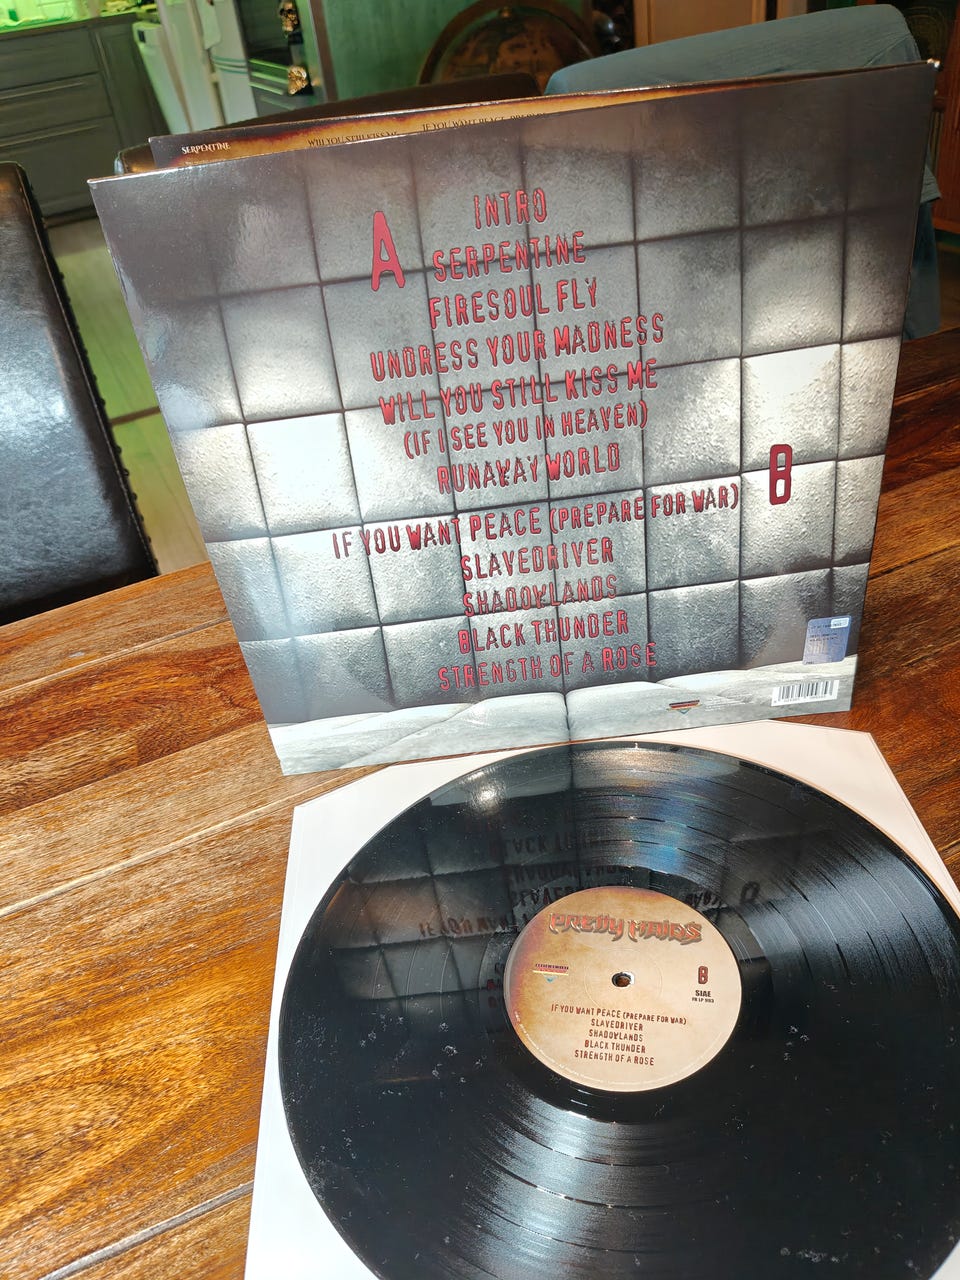 SERPENTINE
WILL YOU STILL KISS ME
IF YOU WANT PEACE
A
INTRO
SERPENTINE
FIRESOUL FLY
UNDRESS YOUR MADNESS
WILL YOU STILL KISS ME
(IF I SEE YOU IN HEAVEN)
RUNAWAY WORLD
B
IF YOU WANT PEACE (PREPARE FOR WAR)
SLAVEDRIVER
SHADOWLANDS
BLACK THUNDER
STRENGTH OF A ROSE
PRETTY MAIDS
B
SIAE
FR LP 993
IF YOU WANT PEACE (PREPARE FOR WAR)
SLAVEDRIVER
SHADOWLANDS
BLACK THUNDER
STRENGTH OF A ROSE